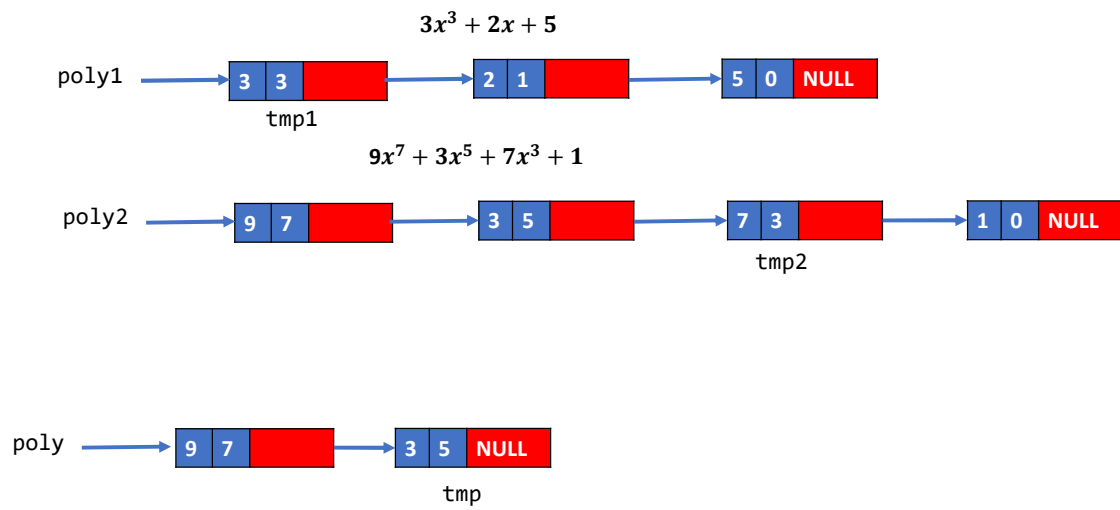 3x³ + 2x + 5
poly1 3 3 2 1 5 0 NULL
tmp1
9x⁷ + 3x⁵ + 7x³ + 1
poly2 9 7 3 5 7 3 1 0 NULL
tmp2
poly 9 7 3 5 NULL
tmp